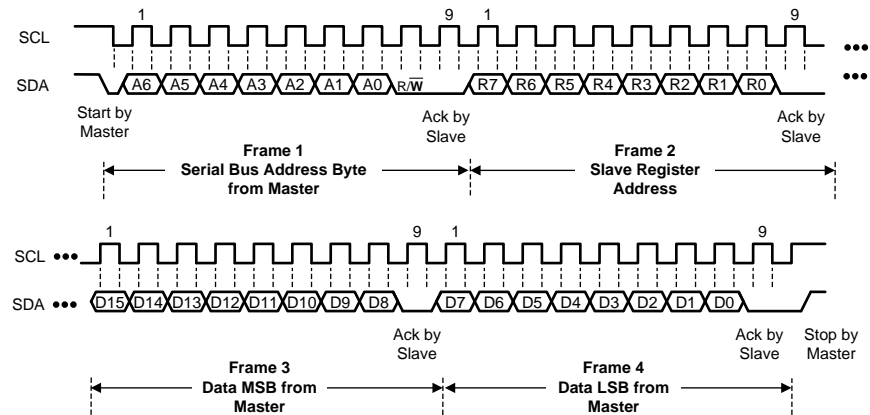 1 9 1 9
SCL •••
SDA A6 A5 A4 A3 A2 A1 A0 R/W̅ R7 R6 R5 R4 R3 R2 R1 R0 •••
Start by Master
Ack by Slave
Ack by Slave
Frame 1
Serial Bus Address Byte
from Master
Frame 2
Slave Register
Address
1 9 1 9
SCL •••
SDA ••• D15 D14 D13 D12 D11 D10 D9 D8 D7 D6 D5 D4 D3 D2 D1 D0
Ack by Slave
Ack by Slave
Stop by Master
Frame 3
Data MSB from
Master
Frame 4
Data LSB from
Master